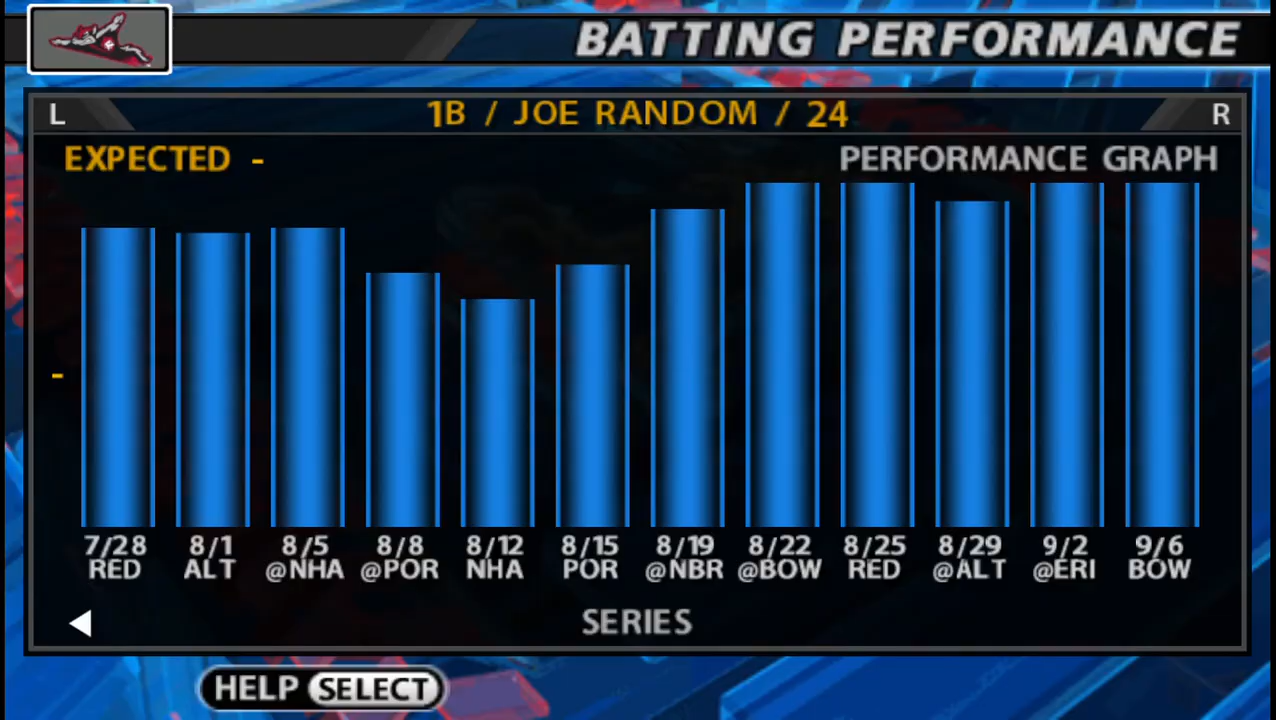 BATTING PERFORMANCE
L 1B / JOE RANDOM / 24 R
EXPECTED - PERFORMANCE GRAPH
-
7/28 8/1 8/5 8/8 8/12 8/15 8/19 8/22 8/25 8/29 9/2 9/6
RED ALT @NHA @POR NHA POR @NBR @BOW RED @ALT @ERI BOW
SERIES
HELP SELECT